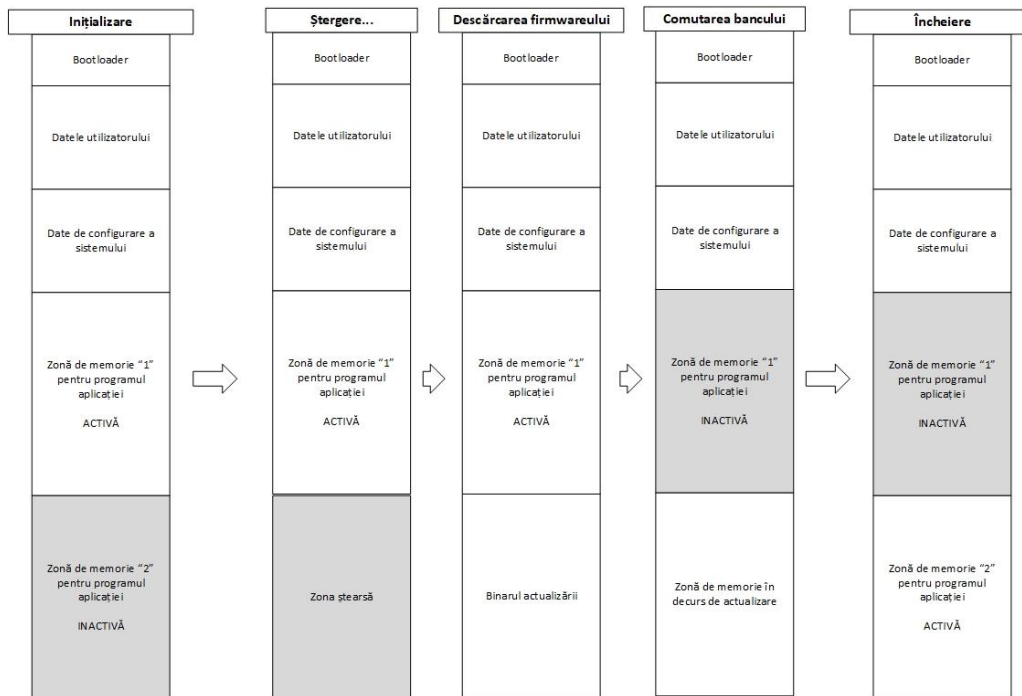 Inițializare
Bootloader
Datele utilizatorului
Date de configurare a
sistemului
Zonă de memorie “1”
pentru programul
aplicației
ACTIVĂ
Zonă de memorie “2”
pentru programul
aplicației
INACTIVĂ
Ștergere...
Bootloader
Datele utilizatorului
Date de configurare a
sistemului
Zonă de memorie “1”
pentru programul
aplicației
ACTIVĂ
Zona ștearsă
Descărcarea firmwareului
Bootloader
Datele utilizatorului
Date de configurare a
sistemului
Zonă de memorie “1”
pentru programul
aplicației
ACTIVĂ
Binarul actualizării
Comutarea bancului
Bootloader
Datele utilizatorului
Date de configurare a
sistemului
Zonă de memorie “1”
pentru programul
aplicației
INACTIVĂ
Zonă de memorie în
decurs de actualizare
Încheiere
Bootloader
Datele utilizatorului
Date de configurare a
sistemului
Zonă de memorie “1”
pentru programul
aplicației
INACTIVĂ
Zonă de memorie “2”
pentru programul
aplicației
ACTIVĂ